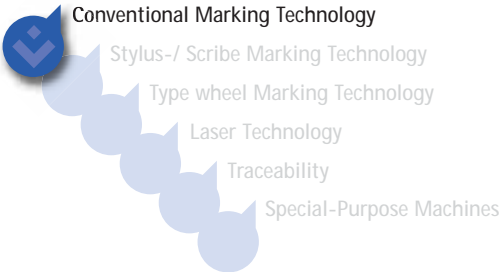 Conventional Marking Technology
Stylus-/ Scribe Marking Technology
Type wheel Marking Technology
Laser Technology
Traceability
Special-Purpose Machines